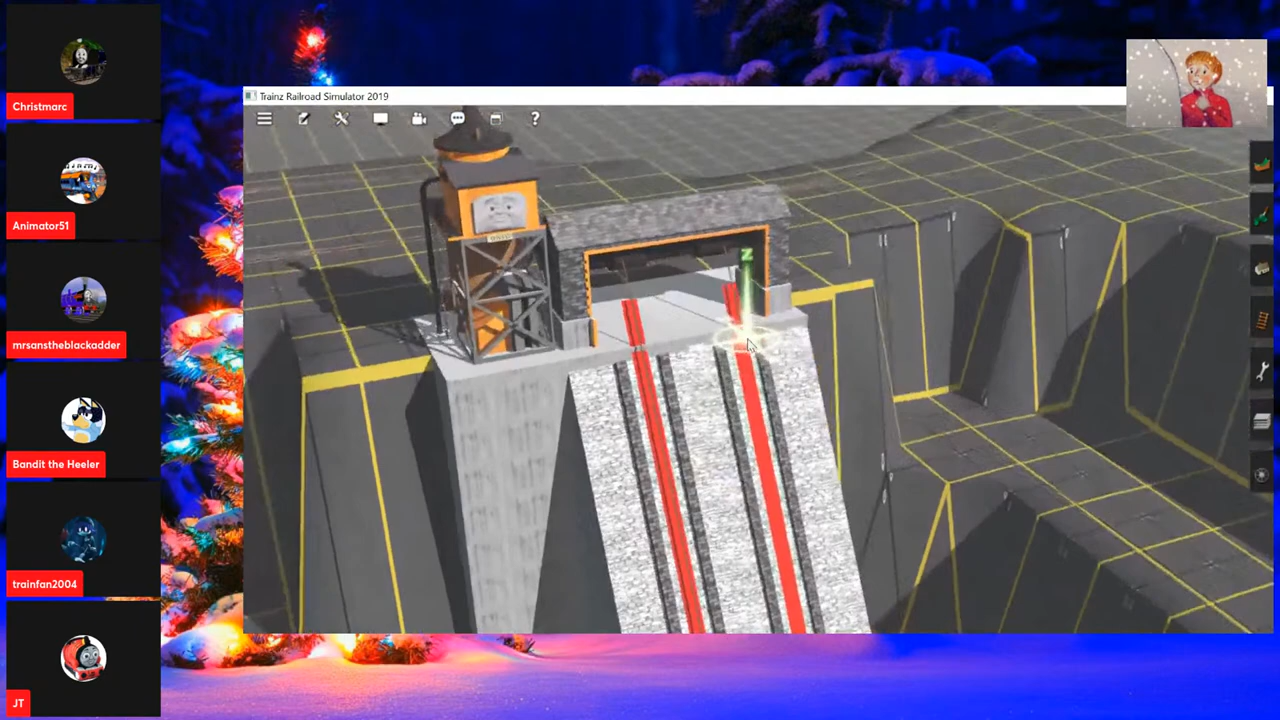 Christmarc
Animator51
mrsanstheblackadder
Bandit the Heeler
trainfan2004
JT
Trainz Railroad Simulator 2019
?
N